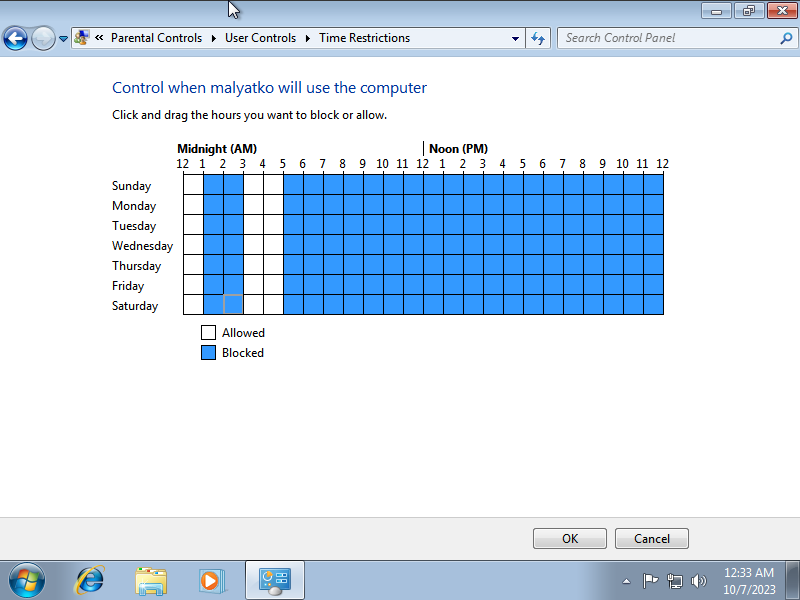 « Parental Controls User Controls Time Restrictions Search Control Panel
Control when malyatko will use the computer
Click and drag the hours you want to block or allow.
Midnight (AM) Noon (PM)
12 1 2 3 4 5 6 7 8 9 10 11 12 1 2 3 4 5 6 7 8 9 10 11 12
Sunday
Monday
Tuesday
Wednesday
Thursday
Friday
Saturday
Allowed
Blocked
OK Cancel
12:33 AM
10/7/2023